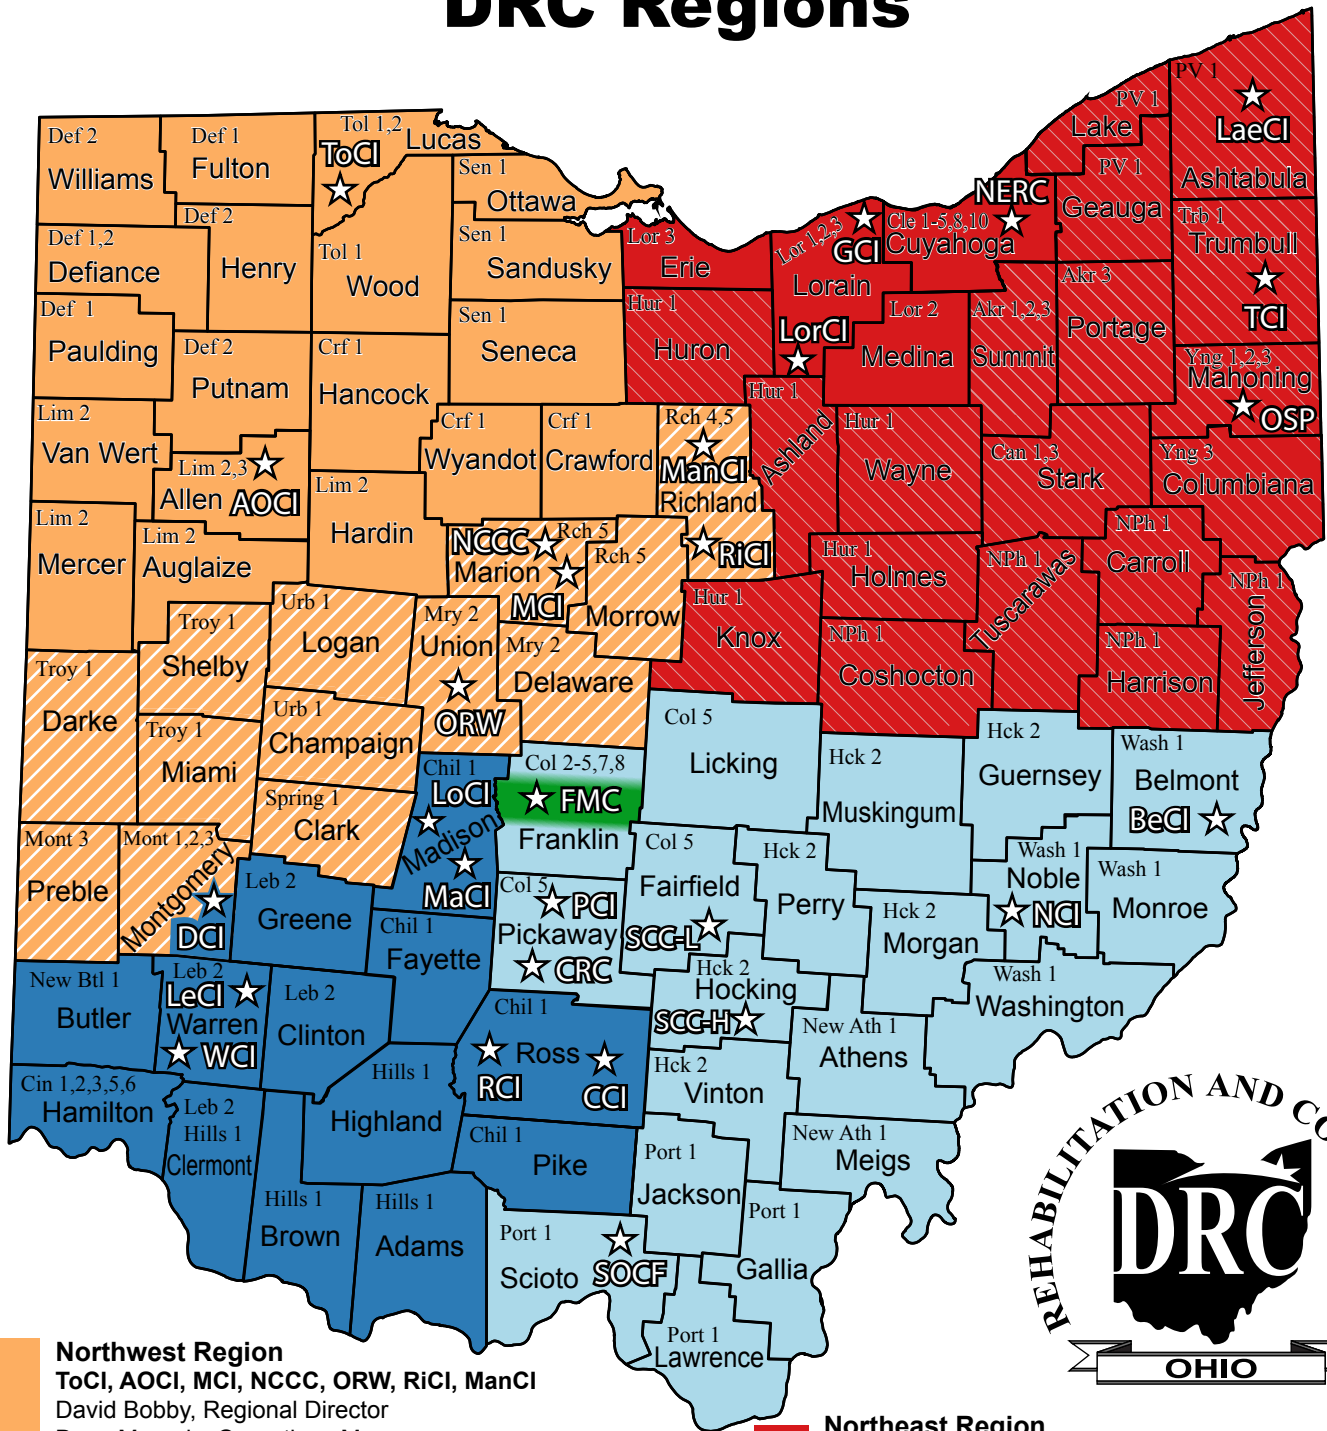 DRC Regions
Def 2
Williams
Def 1
Fulton
Tol 1,2
Lucas
ToCI
Sen 1
Ottawa
Def 2
Henry
Def 1,2
Defiance
Tol 1
Wood
Sen 1
Sandusky
Def 1
Paulding
Def 2
Putnam
Crf 1
Hancock
Sen 1
Seneca
Lim 2
Van Wert
Lim 2,3
Allen
AOCI
Crf 1
Wyandot
Crf 1
Crawford
Rch 4,5
ManCI
Richland
RiCI
Lim 2
Mercer
Lim 2
Auglaize
Lim 2
Hardin
NCCC
Rch 5
Marion
MCI
Rch 5
Morrow
Troy 1
Shelby
Urb 1
Logan
Mry 2
Union
ORW
Mry 2
Delaware
Troy 1
Darke
Troy 1
Miami
Urb 1
Champaign
Spring 1
Clark
Mont 3
Preble
Mont 1,2,3
Montgomery
DCI
PV 1
Lake
PV 1
LaeCI
Ashtabula
PV 1
Geauga
NERC
Cle 1-5,8,10
Cuyahoga
Lor 1,2,3
GCI
Lorain
LorCI
Lor 3
Erie
Trb 1
Trumbull
TCI
Hur 1
Huron
Lor 2
Medina
Akr 1,2,3
Summit
Akr 3
Portage
Yng 1,2,3
Mahoning
OSP
Hur 1
Ashland
Hur 1
Wayne
Can 1,3
Stark
Yng 3
Columbiana
Hur 1
Holmes
NPh 1
Tuscarawas
NPh 1
Carroll
NPh 1
Jefferson
Hur 1
Knox
NPh 1
Coshocton
NPh 1
Harrison
Col 5
Licking
Hck 2
Muskingum
Hck 2
Guernsey
Wash 1
Belmont
BeCI
Col 2-5,7,8
FMC
Franklin
Col 5
Fairfield
SCC-L
Hck 2
Perry
Wash 1
Noble
NCI
Wash 1
Monroe
Col 5
PCI
Pickaway
CRC
Hck 2
Morgan
Wash 1
Washington
Hck 2
Hocking
SCC-H
New Ath 1
Athens
Hck 2
Vinton
New Ath 1
Meigs
Port 1
Jackson
Port 1
Gallia
Port 1
Scioto
SOCF
Port 1
Lawrence
Chil 1
LoCI
Madison
MaCI
Leb 2
Greene
Chil 1
Fayette
New Btl 1
Butler
Leb 2
LeCI
Warren
WCI
Leb 2
Clinton
Chil 1
Ross
RCI
CCI
Cin 1,2,3,5,6
Hamilton
Leb 2
Hills 1
Clermont
Hills 1
Highland
Chil 1
Pike
Hills 1
Brown
Hills 1
Adams
REHABILITATION AND CO
DRC
OHIO
Northwest Region
ToCI, AOCI, MCI, NCCC, ORW, RiCI, ManCI
David Bobby, Regional Director
Northeast Region